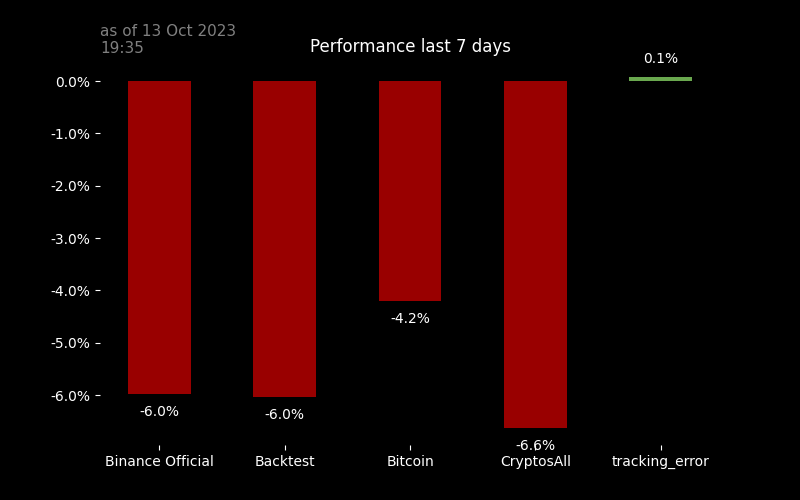 as of 13 Oct 2023
19:35
Performance last 7 days
0.1%
0.0%
-1.0%
-2.0%
-3.0%
-4.0%
-4.2%
-5.0%
-6.0%
-6.0%
-6.0%
-6.6%
Binance Official
Backtest
Bitcoin
CryptosAll
tracking_error